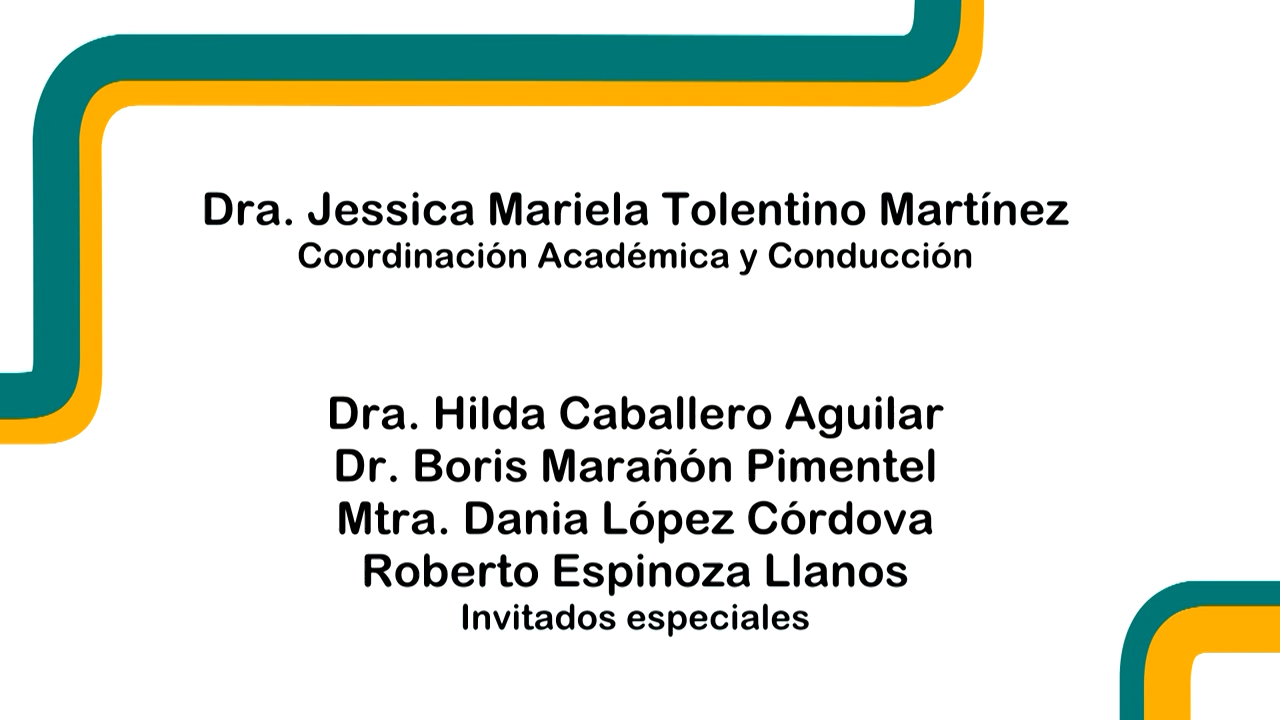 Dra. Jessica Mariela Tolentino Martínez
Coordinación Académica y Conducción
Dra. Hilda Caballero Aguilar
Dr. Boris Marañón Pimentel
Mtra. Dania López Córdova
Roberto Espinoza Llanos
Invitados especiales